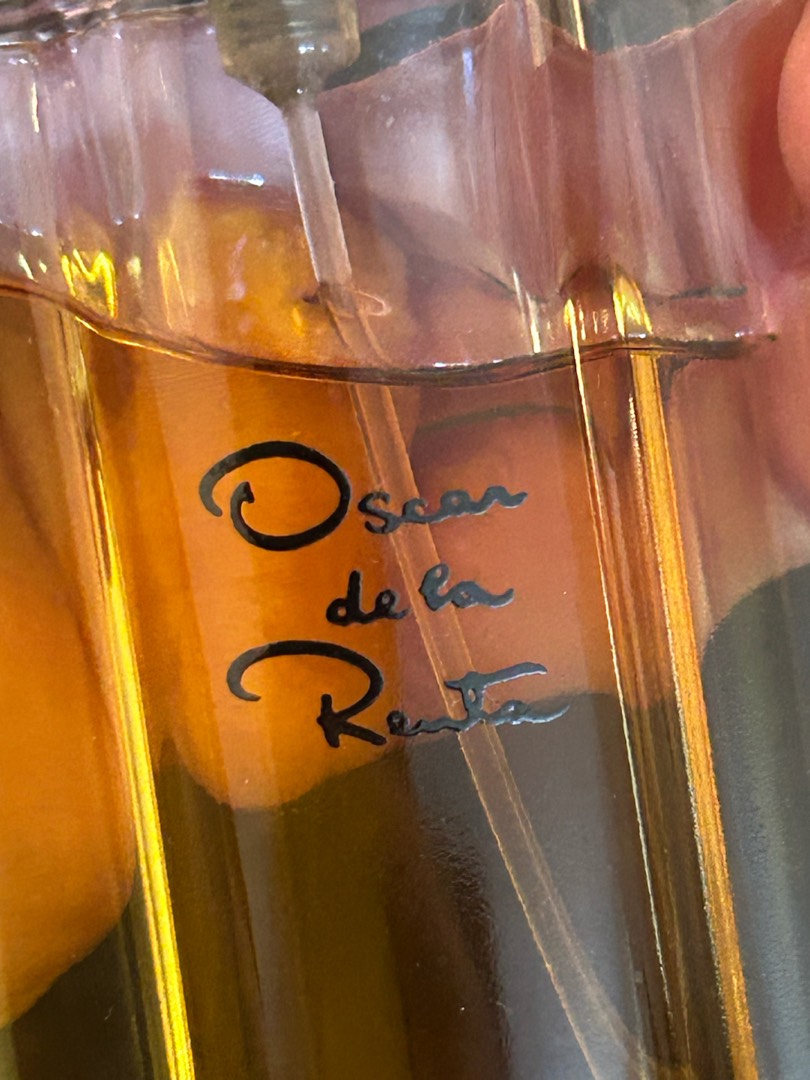 Oscar
de la
Renta